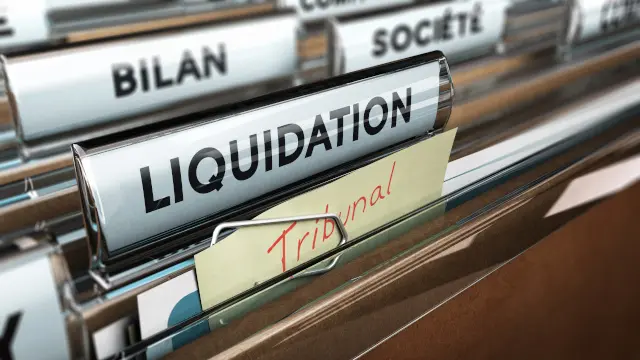 SOCIÉTÉ
BILAN
LIQUIDATION
Tribunal